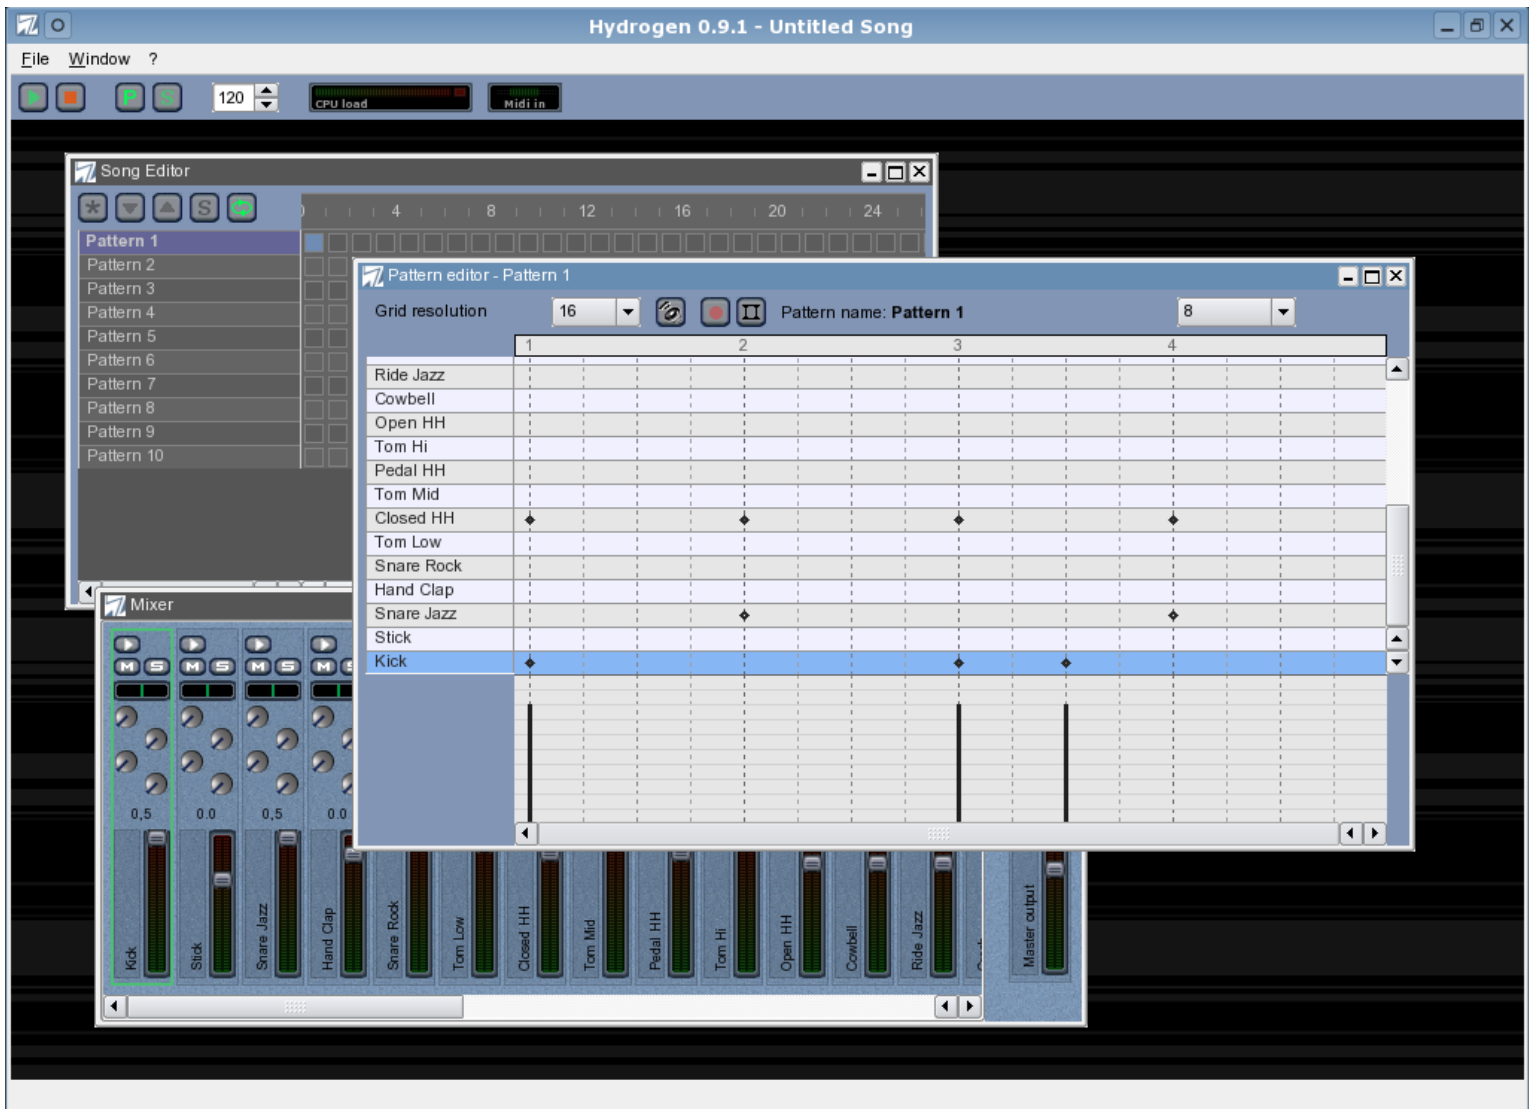 Hydrogen 0.9.1 - Untitled Song
File Window ?
P S 120 CPU load Midi in
Song Editor
S 4 8 12 16 20 24
Pattern 1
Pattern 2
Pattern 3
Pattern 4
Pattern 5
Pattern 6
Pattern 7
Pattern 8
Pattern 9
Pattern 10
Pattern editor - Pattern 1
Grid resolution 16 Pattern name: Pattern 1 8
1 2 3 4
Ride Jazz
Cowbell
Open HH
Tom Hi
Pedal HH
Tom Mid
Closed HH
Tom Low
Snare Rock
Hand Clap
Snare Jazz
Stick
Kick
Mixer
M S M S M S M
0,5 0.0 0,5 0.0
Kick
Stick
Snare Jazz
Hand Clap
Snare Rock
Tom Low
Closed HH
Tom Mid
Pedal HH
Tom Hi
Open HH
Cowbell
Ride Jazz
Master output